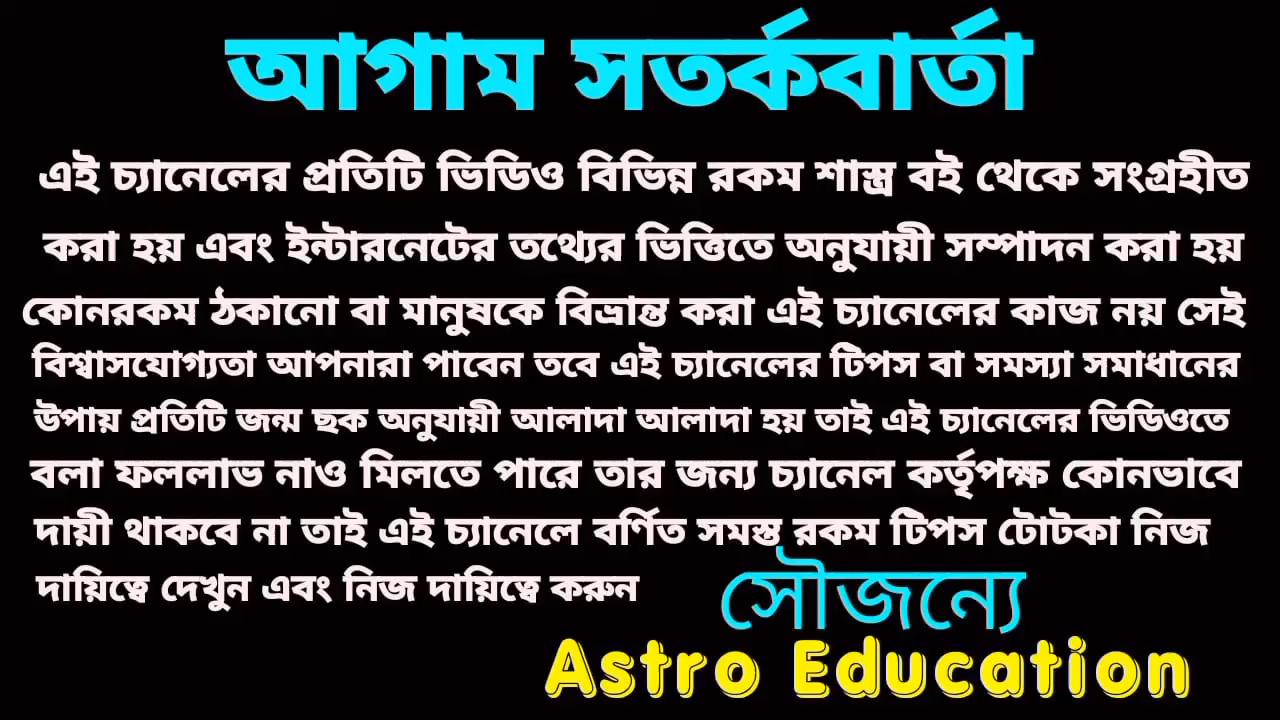 আগাম সতর্কবার্তা
এই চ্যানেলের প্রতিটি ভিডিও বিভিন্ন রকম শাস্ত্র বই থেকে সংগ্রহীত
করা হয় এবং ইন্টারনেটের তথ্যের ভিত্তিতে অনুযায়ী সম্পাদন করা হয়
কোনরকম ঠকানো বা মানুষকে বিভ্রান্ত করা এই চ্যানেলের কাজ নয় সেই
বিশ্বাসযোগ্যতা আপনারা পাবেন তবে এই চ্যানেলের টিপস বা সমস্যা সমাধানের
উপায় প্রতিটি জন্ম ছক অনুযায়ী আলাদা আলাদা হয় তাই এই চ্যানেলের ভিডিওতে
বলা ফললাভ নাও মিলতে পারে তার জন্য চ্যানেল কর্তৃপক্ষ কোনভাবে
দায়ী থাকবে না তাই এই চ্যানেলে বর্ণিত সমস্ত রকম টিপস টোটকা নিজ
দায়িত্বে দেখুন এবং নিজ দায়িত্বে করুন
সৌজন্যে
Astro Education